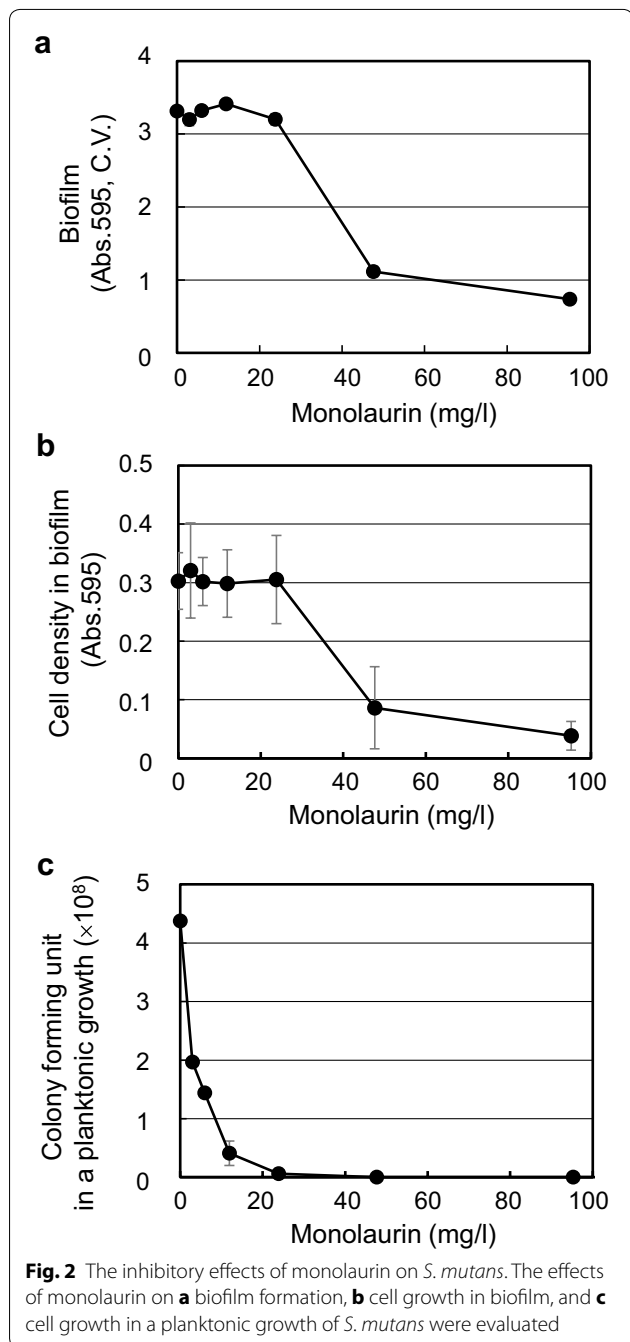 a
Biofilm
(Abs.595, C.V.)
4
3
2
1
0
0 20 40 60 80 100
Monolaurin (mg/l)
b
Cell density in biofilm
(Abs.595)
0.5
0.4
0.3
0.2
0.1
0
0 20 40 60 80 100
Monolaurin (mg/l)
c
Colony forming unit
in a planktonic growth (×10⁸)
5
4
3
2
1
0
0 20 40 60 80 100
Monolaurin (mg/l)
Fig. 2 The inhibitory effects of monolaurin on S. mutans. The effects
of monolaurin on a biofilm formation, b cell growth in biofilm, and c
cell growth in a planktonic growth of S. mutans were evaluated